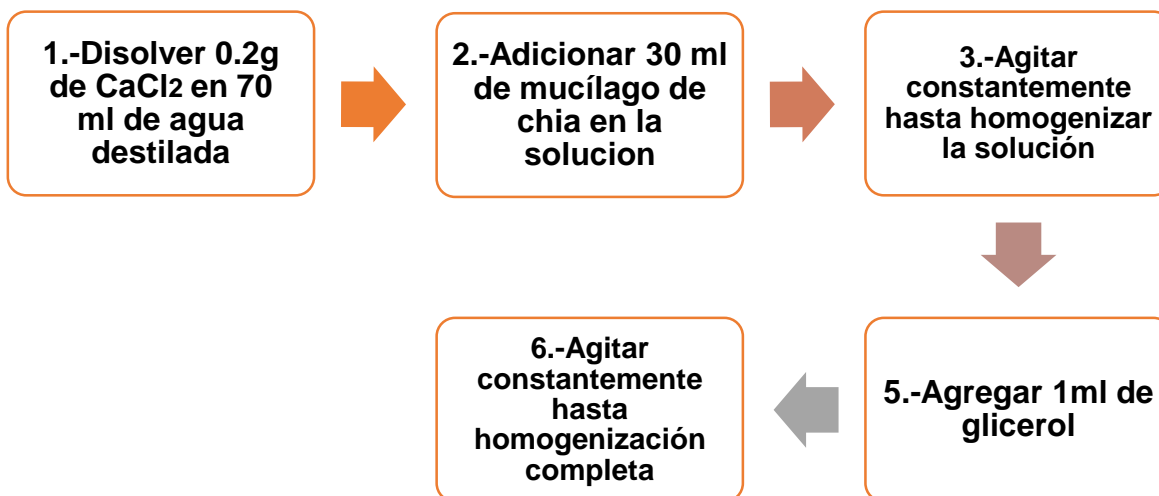 1.-Disolver 0.2g
de CaCl2 en 70
ml de agua
destilada
2.-Adicionar 30 ml
de mucílago de
chia en la
solucion
3.-Agitar
constantemente
hasta homogenizar
la solución
5.-Agregar 1ml de
glicerol
6.-Agitar
constantemente
hasta
homogenización
completa